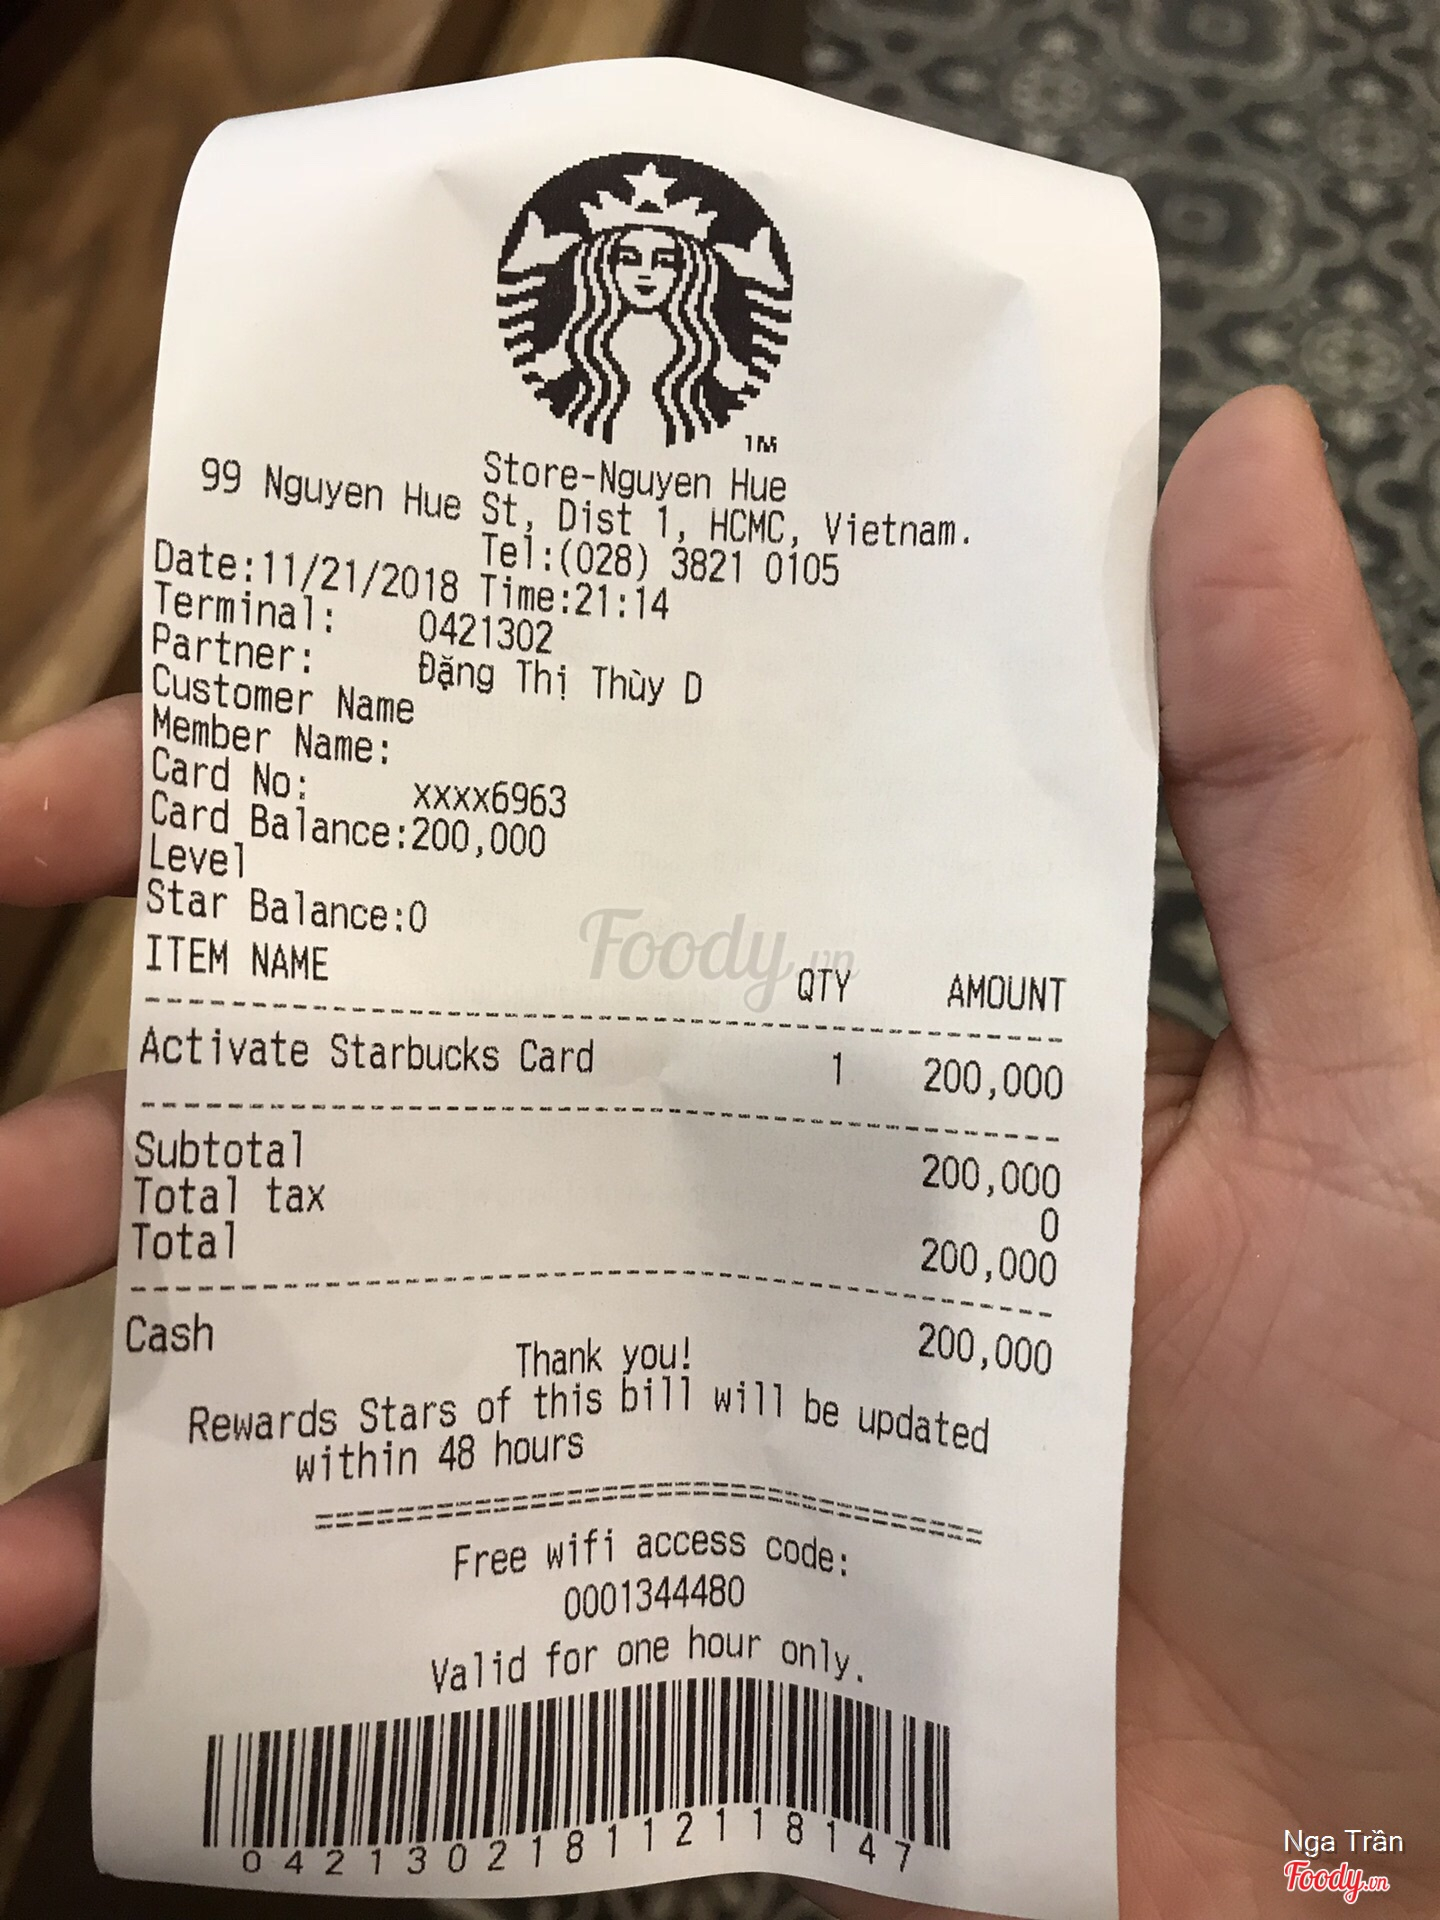 TM
Store-Nguyen Hue
99 Nguyen Hue St, Dist 1, HCMC, Vietnam.
Tel:(028) 3821 0105
Date:11/21/2018 Time:21:14
Terminal: 0421302
Partner: Đặng Thị Thùy D
Customer Name
Member Name:
Card No: xxxx6963
Card Balance:200,000
Level
Star Balance:0
Foody.vn
ITEM NAME QTY AMOUNT
Activate Starbucks Card 1 200,000
Subtotal 200,000
Total tax 0
Total 200,000
Cash 200,000
Thank you!
Rewards Stars of this bill will be updated
within 48 hours
Free wifi access code:
0001344480
Valid for one hour only.
042130218112118147
Nga Trần
Foody.vn